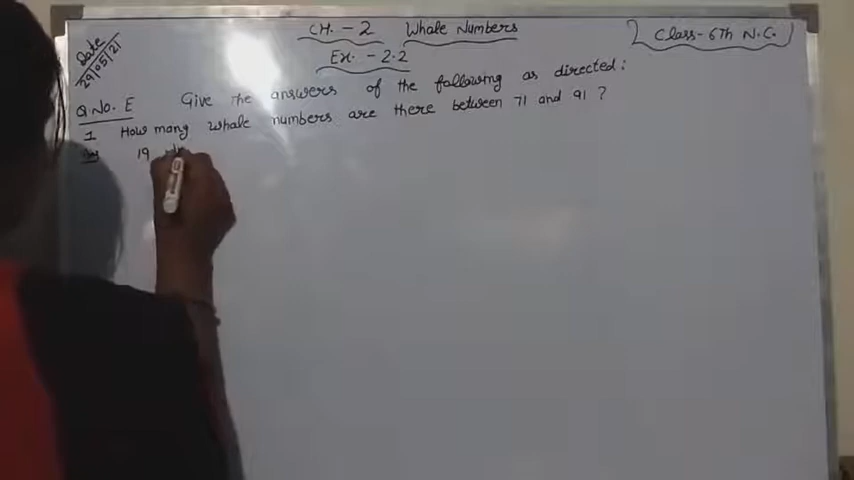 CH. - 2 Whole Numbers
Class - 6th N.C.
Date
29/05/21
EX. - 2.2
Q.No. E Give the answers of the following as directed:
1 How many whole numbers are there between 71 and 91 ?
Ans 19